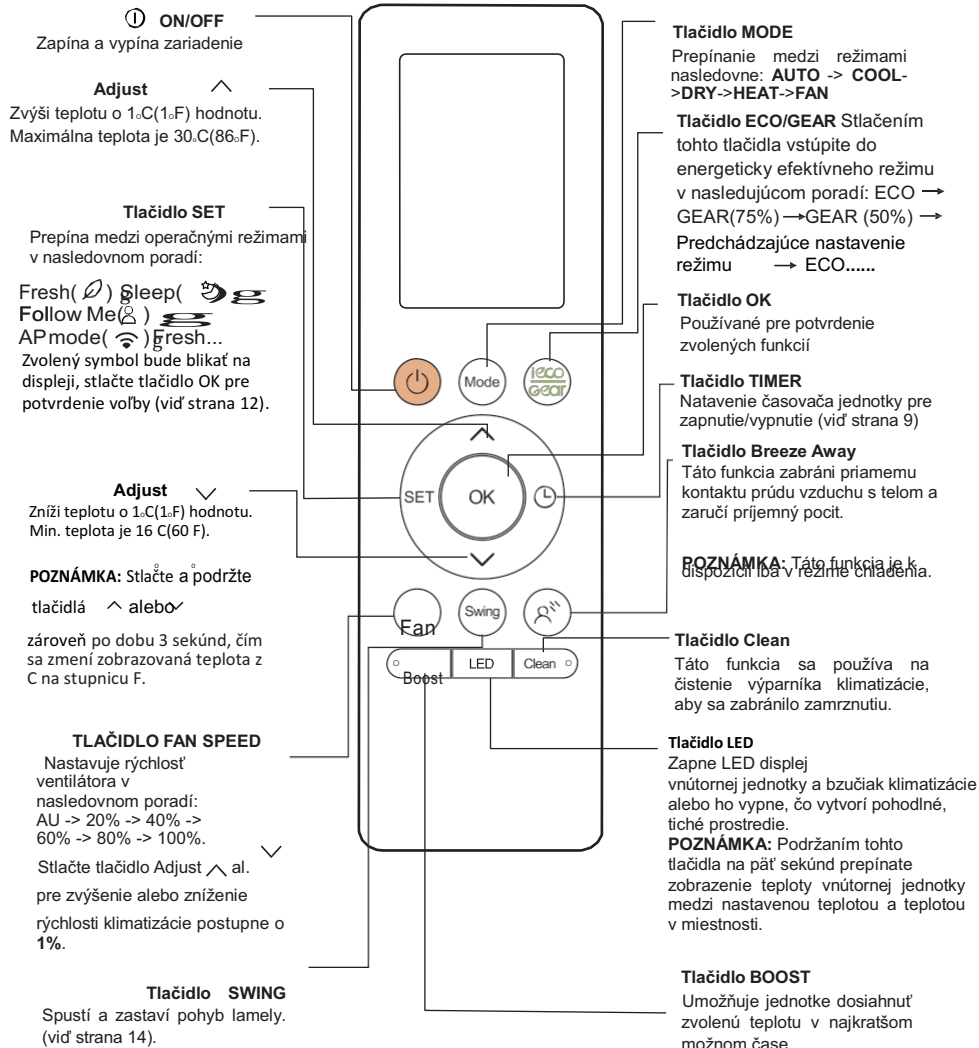 ON/OFF
Zapína a vypína zariadenie
Adjust
Zvýši teplotu o 1°C(1°F) hodnotu.
Maximálna teplota je 30°C(86°F).
Tlačidlo SET
Prepína medzi operačnými režimami
v nasledovnom poradí:
Fresh( ) Sleep(
Follow Me( )
AP mode( ) Fresh...
Zvolený symbol bude blikať na
displeji, stlačte tlačidlo OK pre
potvrdenie voľby (viď strana 12).
Adjust
Zníži teplotu o 1°C(1°F) hodnotu.
Min. teplota je 16 C(60 F).
POZNÁMKA: Stlačte a podržte
tlačidlá ^ alebo
zároveň po dobu 3 sekúnd, čím
sa zmení zobrazovaná teplota z
C na stupnicu F.
TLAČIDLO FAN SPEED
Nastavuje rýchlosť
ventilátora v
nasledovnom poradí:
AU -> 20% -> 40% ->
60% -> 80% -> 100%.
Stlačte tlačidlo Adjust ^ al.
pre zvýšenie alebo zníženie
rýchlosti klimatizácie postupne o
1%.
Tlačidlo SWING
Spustí a zastaví pohyb lamely.
(viď strana 14).
Mode
ieco
Gear
SET
OK
Fan
Swing
Boost
LED
Clean
Tlačidlo MODE
Prepínanie medzi režimami
nasledovne: AUTO -> COOL-
>DRY->HEAT->FAN
Tlačidlo ECO/GEAR Stlačením
tohto tlačidla vstúpite do
energeticky efektívneho režimu
v nasledujúcom poradí: ECO →
GEAR(75%) →GEAR (50%) →
Predchádzajúce nastavenie
režimu → ECO......
Tlačidlo OK
Používané pre potvrdenie
zvolených funkcií
Tlačidlo TIMER
Natavenie časovača jednotky pre
zapnutie/vypnutie (viď strana 9)
Tlačidlo Breeze Away
Táto funkcia zabráni priamemu
kontaktu prúdu vzduchu s telom a
zaručí príjemný pocit.
POZNÁMKA: Táto funkcia je k
dispozícii iba v režime chladenia.
Tlačidlo Clean
Táto funkcia sa používa na
čistenie výparníka klimatizácie,
aby sa zabránilo zamrznutiu.
Tlačidlo LED
Zapne LED displej
vnútornej jednotky a bzučiak klimatizácie
alebo ho vypne, čo vytvorí pohodlné,
tiché prostredie.
POZNÁMKA: Podržaním tohto
tlačidla na päť sekúnd prepínate
zobrazenie teploty vnútornej jednotky
medzi nastavenou teplotou a teplotou
v miestnosti.
Tlačidlo BOOST
Umožňuje jednotke dosiahnuť
zvolenú teplotu v najkratšom
možnom čase